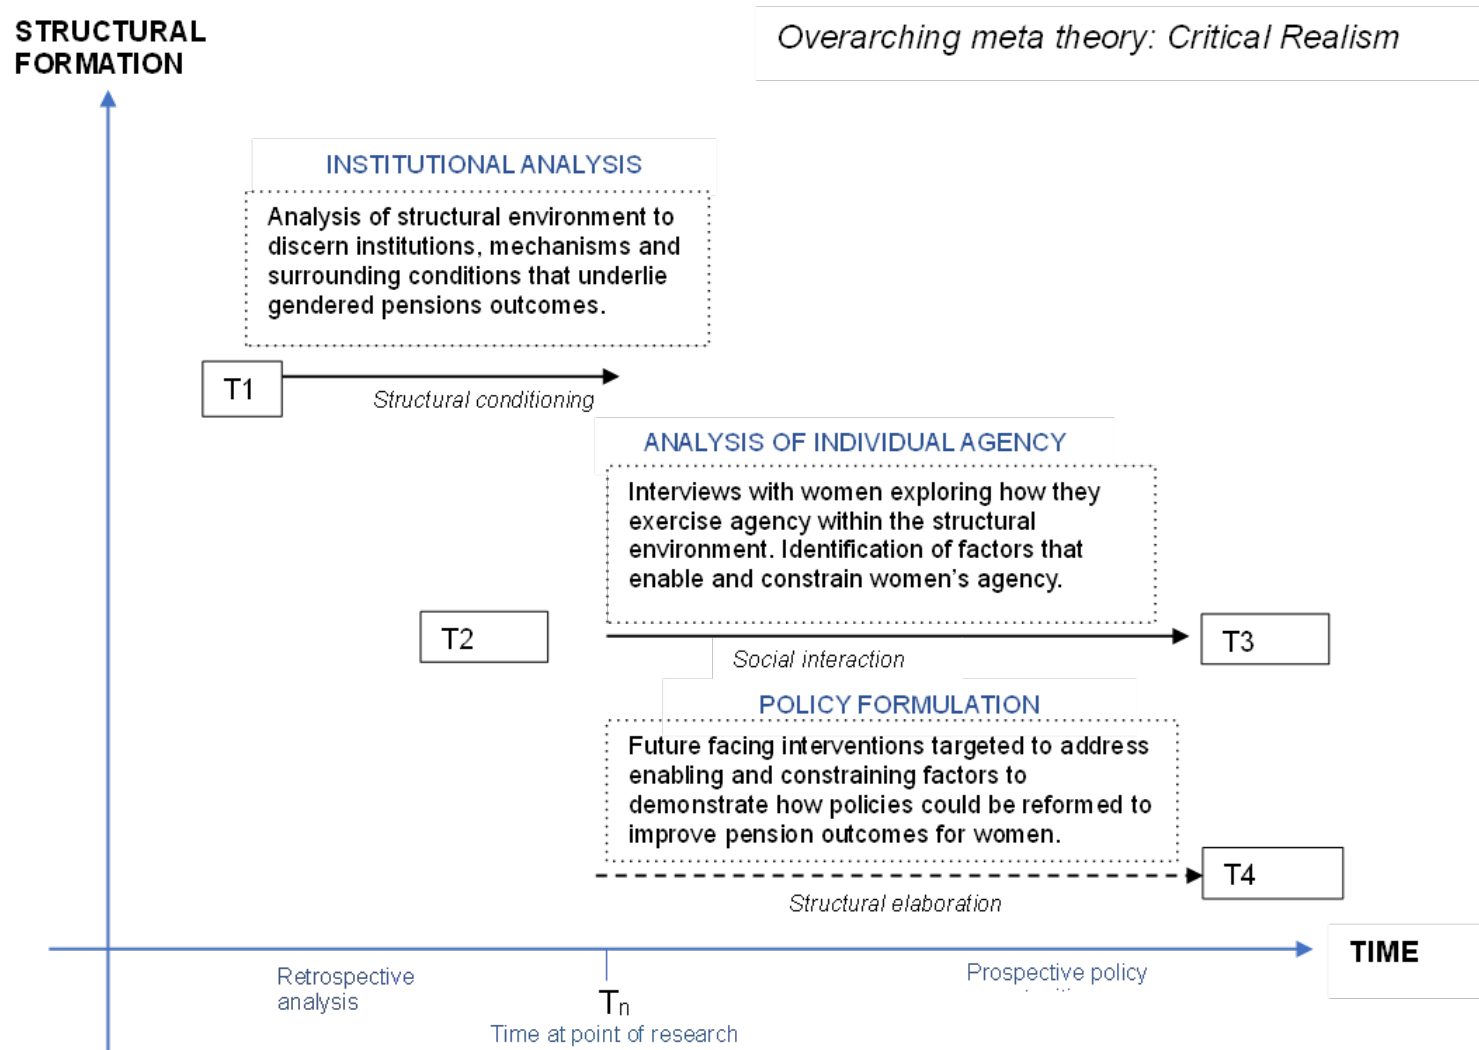 STRUCTURAL
FORMATION
Overarching meta theory: Critical Realism
INSTITUTIONAL ANALYSIS
Analysis of structural environment to
discern institutions, mechanisms and
surrounding conditions that underlie
gendered pensions outcomes.
T1
Structural conditioning
ANALYSIS OF INDIVIDUAL AGENCY
Interviews with women exploring how they
exercise agency within the structural
environment. Identification of factors that
enable and constrain women’s agency.
T2
T3
Social interaction
POLICY FORMULATION
Future facing interventions targeted to address
enabling and constraining factors to
demonstrate how policies could be reformed to
improve pension outcomes for women.
T4
Structural elaboration
TIME
Retrospective
analysis
Prospective policy
Tn
Time at point of research